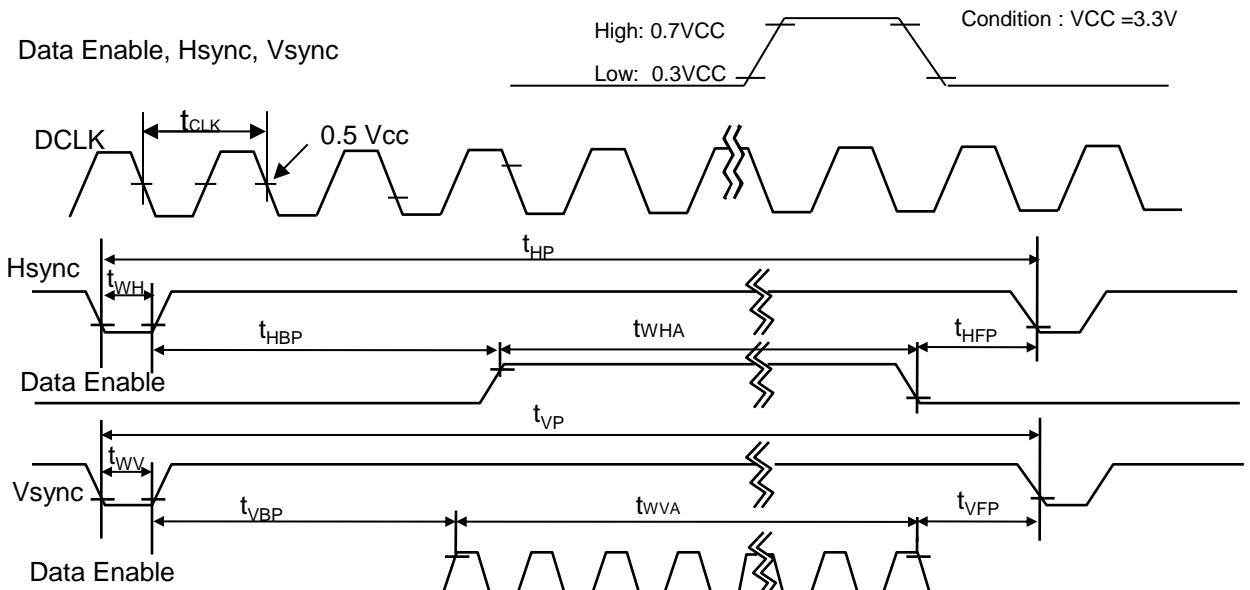 Condition : VCC =3.3V
High: 0.7VCC
Data Enable, Hsync, Vsync
Low: 0.3VCC
tCLK
DCLK
0.5 Vcc
tHP
Hsync
tWH
tHBP
tWHA
tHFP
Data Enable
tVP
tWV
Vsync
tVBP
tWVA
tVFP
Data Enable